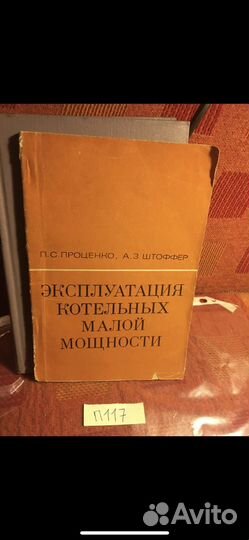 П.С.ПРОЦЕНКО, А.З.ШТОФФЕР
ЭКСПЛУАТАЦИЯ
КОТЕЛЬНЫХ
МАЛОЙ
МОЩНОСТИ
П117
Avito